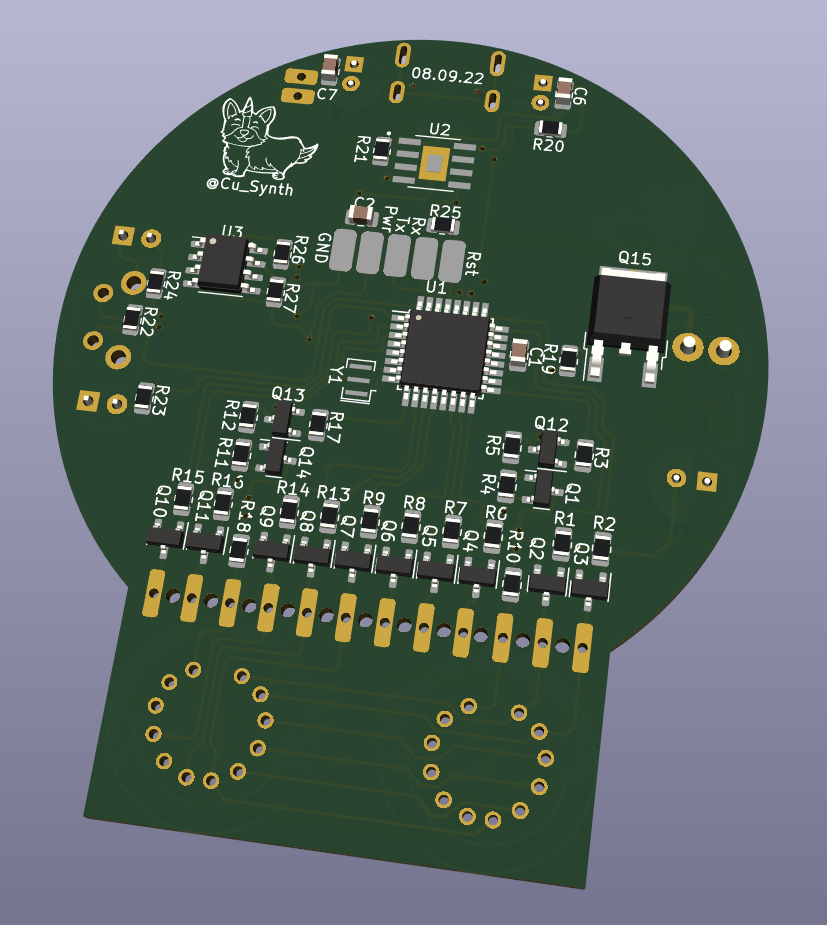 08.09.22
C7
C6
U2
R21
R20
@Cu_Synth
C2
R25
GND
Pwr
Tx
Rx
Rst
U3
R26
R24
R27
R22
U1
Q15
C1
R19
Y1
R23
Q13
R12
R17
R11
Q14
Q12
R5
R3
R4
Q1
R15
R16
R14
R13
R9
R8
R7
R6
R1
R2
Q10
Q11
R18
Q9
Q8
Q7
Q6
Q5
Q4
R10
Q2
Q3